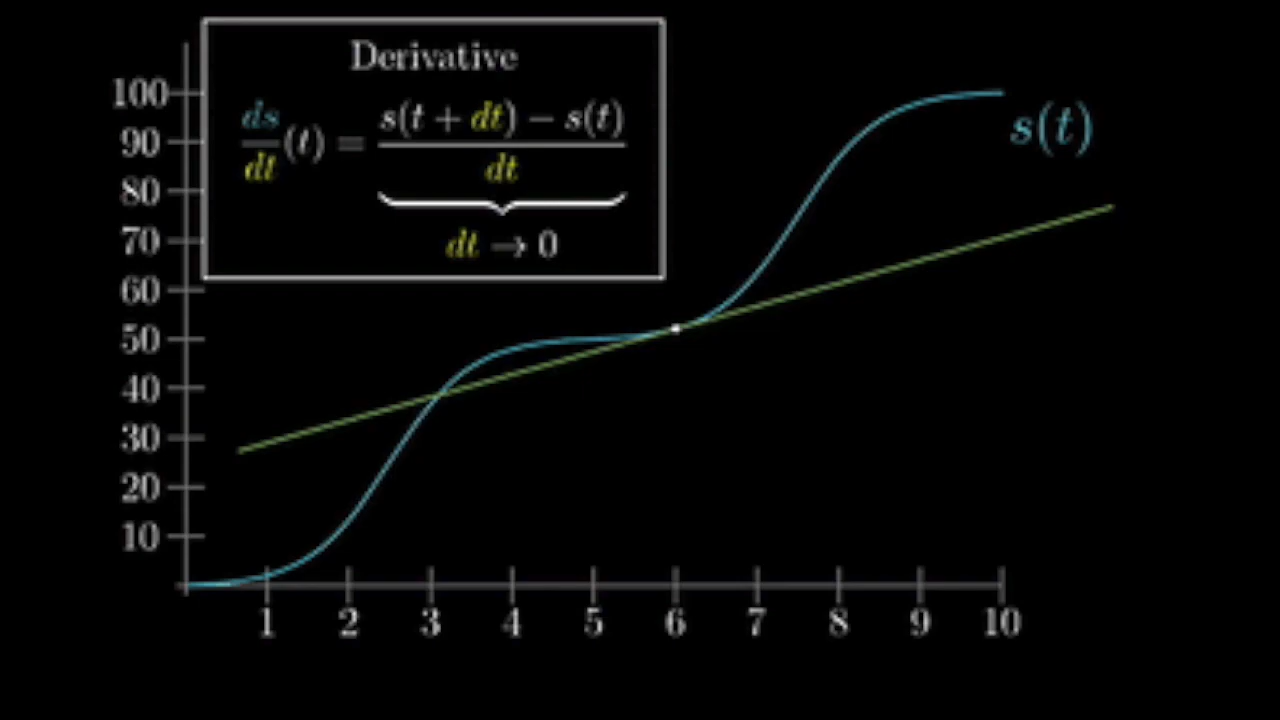 Derivative
ds/dt (t) = s(t + dt) − s(t) / dt
dt → 0
s(t)
100
90
80
70
60
50
40
30
20
10
1 2 3 4 5 6 7 8 9 10